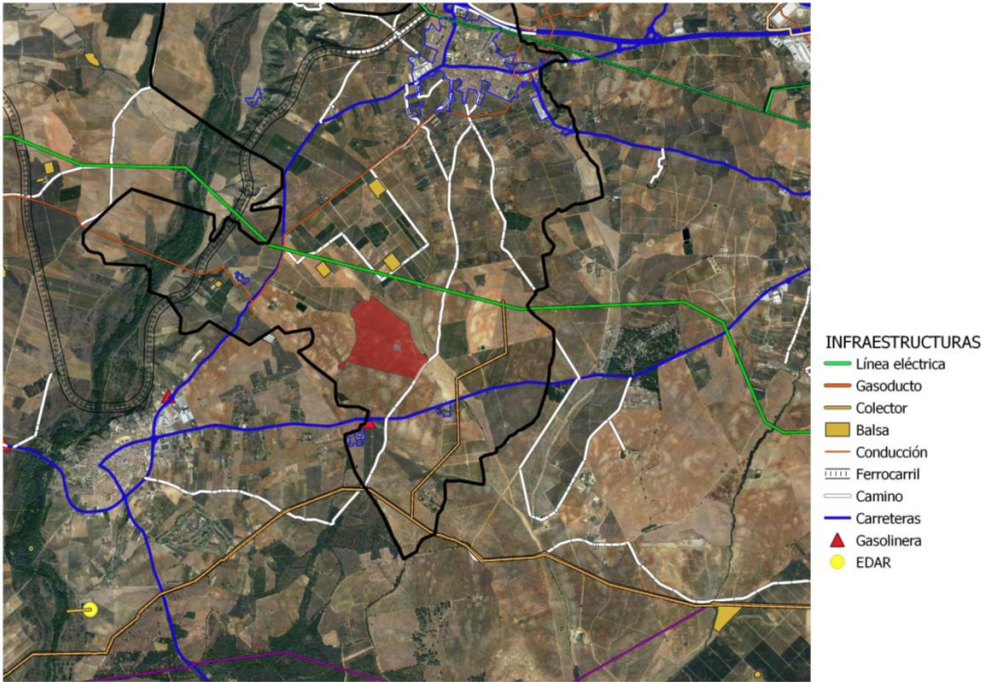 INFRAESTRUCTURAS
Línea eléctrica
Gasoducto
Colector
Balsa
Conducción
Ferrocarril
Camino
Carreteras
Gasolinera
EDAR